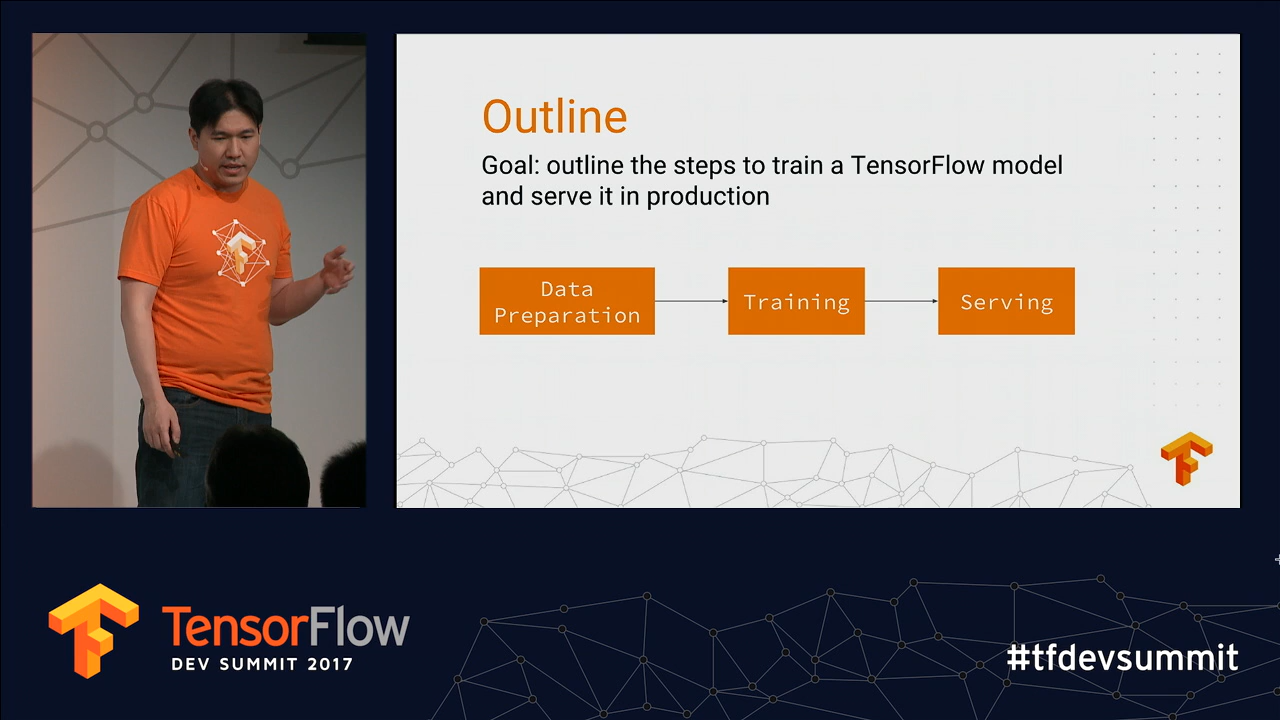 Outline
Goal: outline the steps to train a TensorFlow model
and serve it in production
Data
Preparation
Training
Serving
TensorFlow
DEV SUMMIT 2017
#tfdevsummit